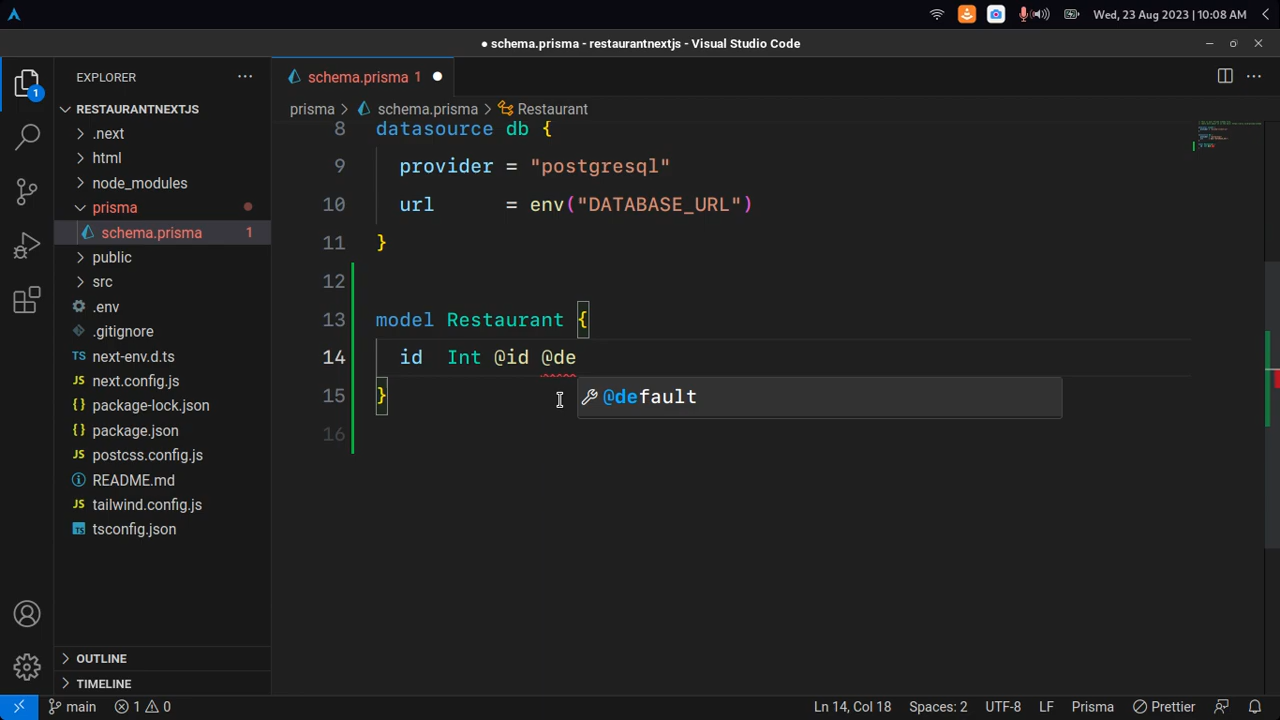 Wed, 23 Aug 2023 | 10:08 AM
● schema.prisma - restaurantnextjs - Visual Studio Code
EXPLORER
schema.prisma 1
RESTAURANTNEXTJS
prisma > schema.prisma > Restaurant
.next
html
node_modules
prisma
schema.prisma 1
public
src
.env
.gitignore
next-env.d.ts
next.config.js
package-lock.json
package.json
postcss.config.js
README.md
tailwind.config.js
tsconfig.json
OUTLINE
TIMELINE
8 datasource db {
9 provider = "postgresql"
10 url = env("DATABASE_URL")
11 }
12
13 model Restaurant {
14 id Int @id @de
15 }
16
@default
1
main 1 0 Ln 14, Col 18 Spaces: 2 UTF-8 LF Prisma Prettier